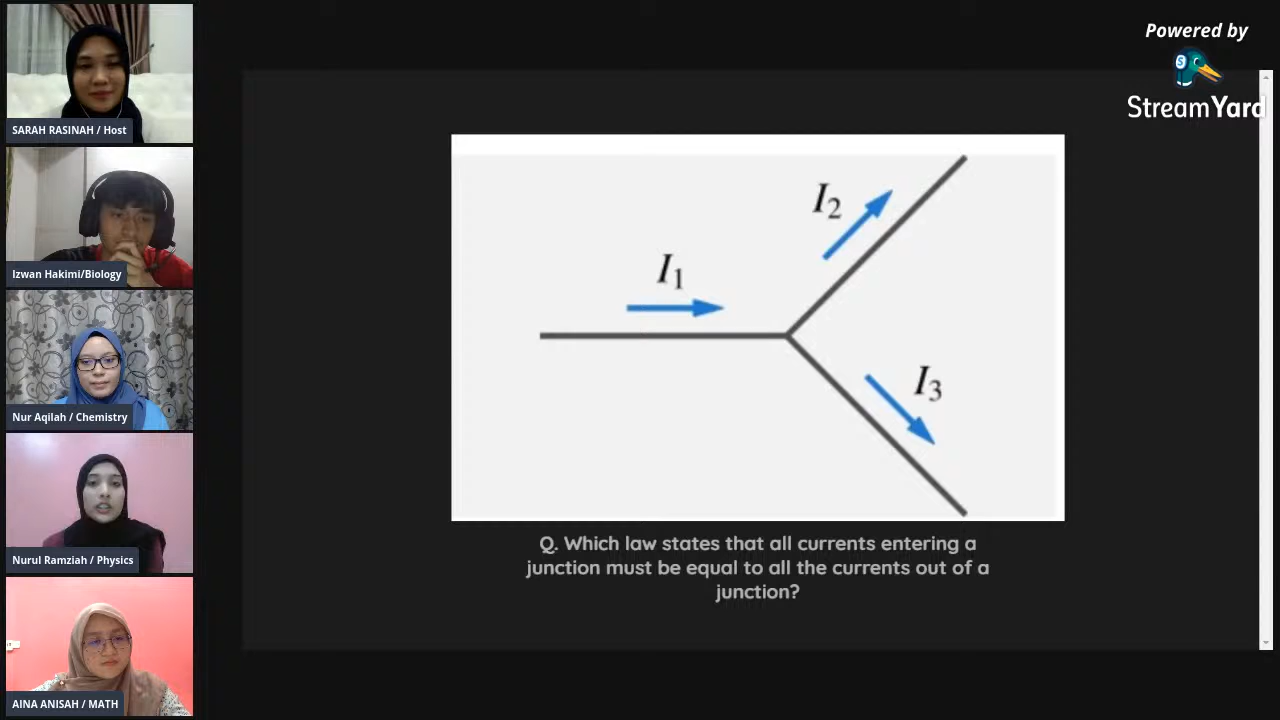 Powered by
StreamYard
SARAH RASINAH / Host
Izwan Hakimi/Biology
Nur Aqilah / Chemistry
Nurul Ramziah / Physics
AINA ANISAH / MATH
I1
I2
I3
Q. Which law states that all currents entering a
junction must be equal to all the currents out of a
junction?